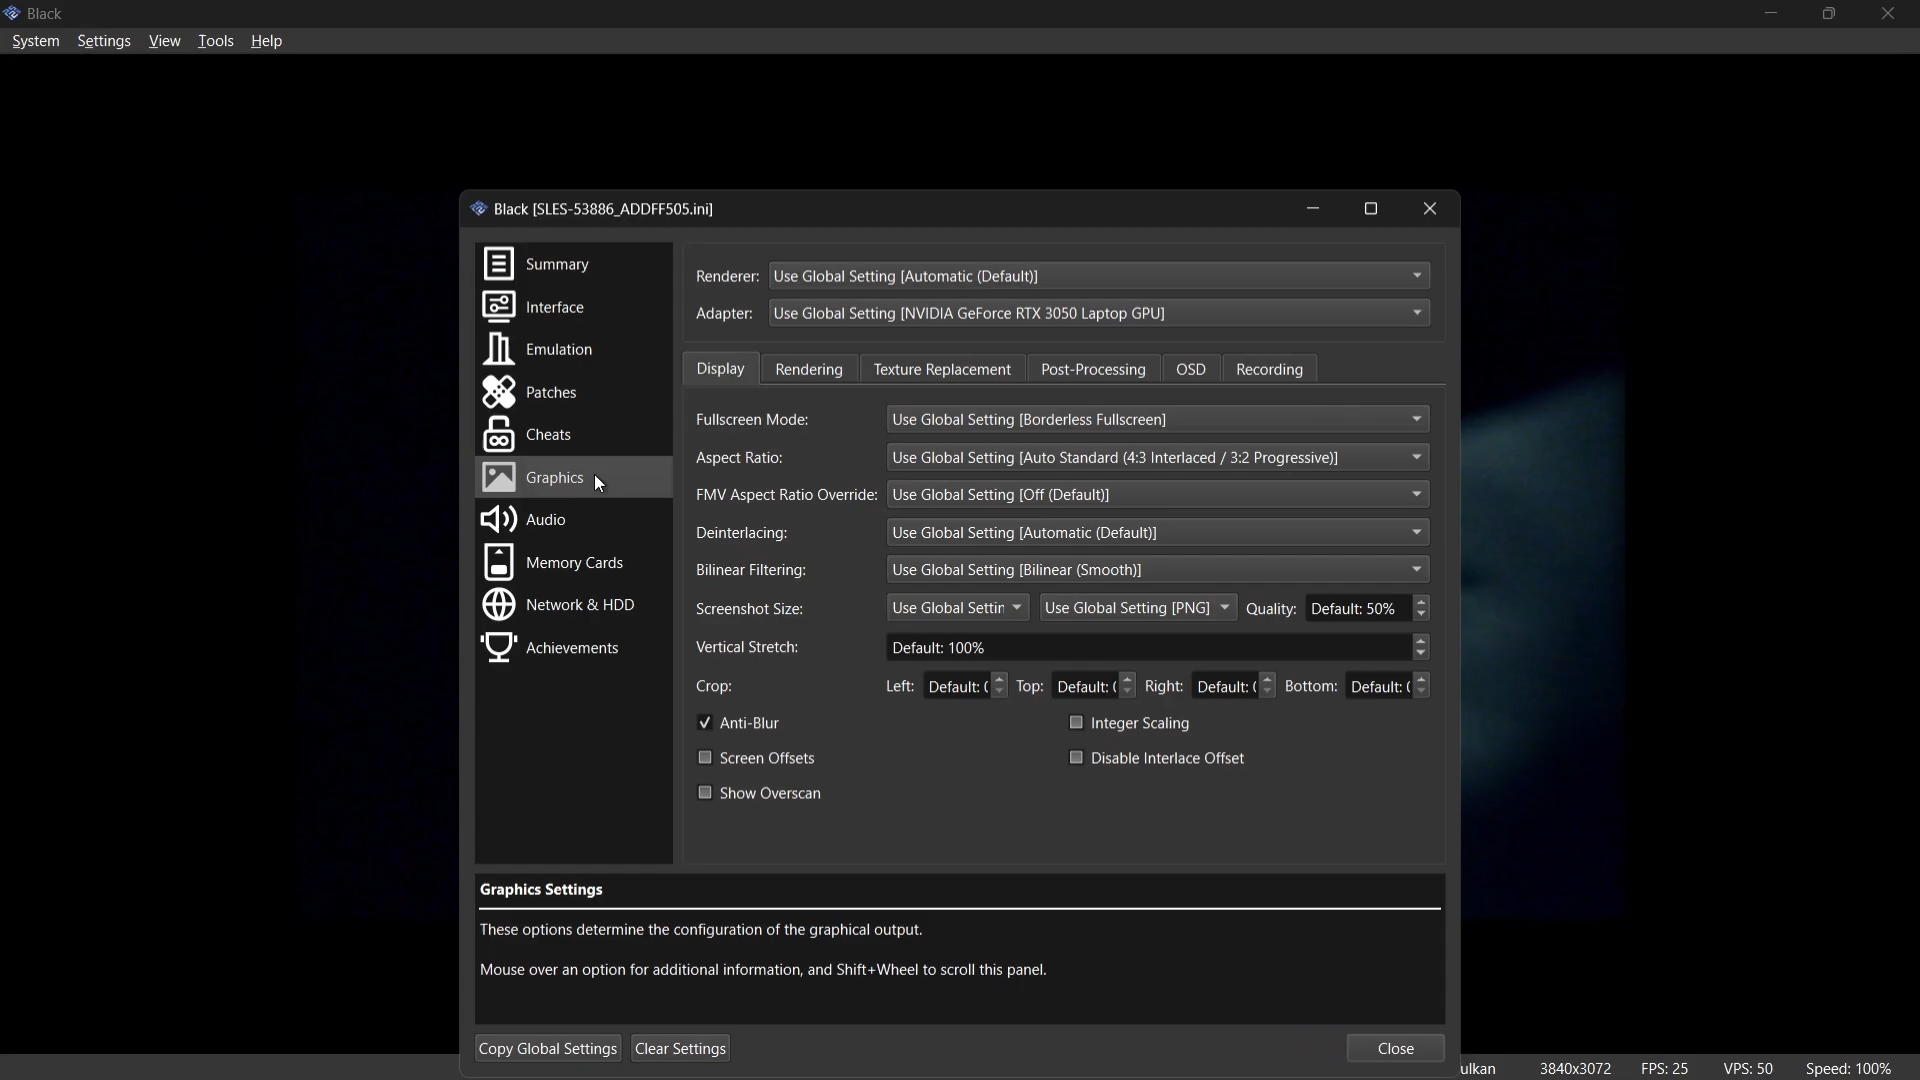 Black
System Settings View Tools Help
Black [SLES-53886_ADDFF505.ini]
Summary
Interface
Emulation
Patches
Cheats
Graphics
Audio
Memory Cards
Network & HDD
Achievements
Renderer: Use Global Setting [Automatic (Default)]
Adapter: Use Global Setting [NVIDIA GeForce RTX 3050 Laptop GPU]
Display Rendering Texture Replacement Post-Processing OSD Recording
Fullscreen Mode: Use Global Setting [Borderless Fullscreen]
Aspect Ratio: Use Global Setting [Auto Standard (4:3 Interlaced / 3:2 Progressive)]
FMV Aspect Ratio Override: Use Global Setting [Off (Default)]
Deinterlacing: Use Global Setting [Automatic (Default)]
Bilinear Filtering: Use Global Setting [Bilinear (Smooth)]
Screenshot Size: Use Global Settin Use Global Setting [PNG] Quality: Default: 50%
Vertical Stretch: Default: 100%
Crop: Left: Default: ( Top: Default: ( Right: Default: ( Bottom: Default: (
Anti-Blur Integer Scaling
Screen Offsets Disable Interlace Offset
Show Overscan
Graphics Settings
These options determine the configuration of the graphical output.
Mouse over an option for additional information, and Shift+Wheel to scroll this panel.
Copy Global Settings Clear Settings Close
ulkan 3840x3072 FPS: 25 VPS: 50 Speed: 100%